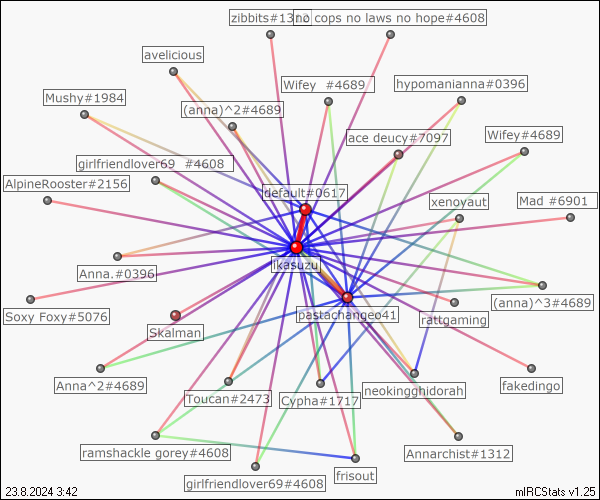 zibbits#1312
no cops no laws no hope#4608
avelicious
Wifey #4689
hypomanianna#0396
Mushy#1984
(anna)^2#4689
ace deucy#7097
Wifey#4689
girlfriendlover69 #4608
AlpineRooster#2156
default#0617
xenoyaut
Mad #6901
ikasuzu
Anna.#0396
(anna)^3#4689
Soxy Foxy#5076
Skalman
pastachangeo41
rattgaming
Anna^2#4689
Toucan#2473
Cypha#1717
neokingghidorah
fakedingo
ramshackle gorey#4608
Annarchist#1312
girlfriendlover69#4608
frisout
23.8.2024 3:42
mIRCStats v1.25